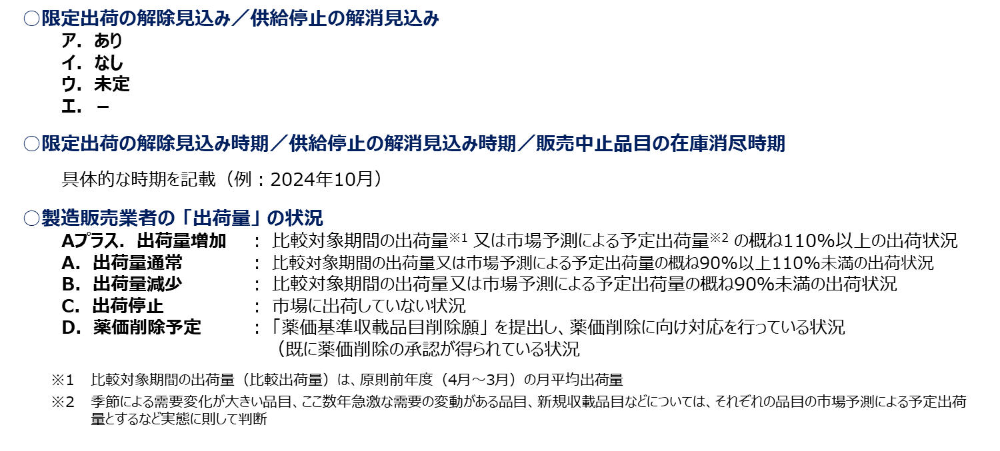 ○限定出荷の解除見込み／供給停止の解消見込み
ア．あり
イ．なし
ウ．未定
エ．－
○限定出荷の解除見込み時期／供給停止の解消見込み時期／販売中止品目の在庫消尽時期
具体的な時期を記載（例：2024年10月）
○製造販売業者の「出荷量」の状況
Aプラス．出荷量増加 ：比較対象期間の出荷量※1 又は市場予測による予定出荷量※2 の概ね110%以上の出荷状況
A．出荷量通常 ：比較対象期間の出荷量又は市場予測による予定出荷量の概ね90%以上110%未満の出荷状況
B．出荷量減少 ：比較対象期間の出荷量又は市場予測による予定出荷量の概ね90%未満の出荷状況
C．出荷停止 ：市場に出荷していない状況
D．薬価削除予定 ：「薬価基準収載品目削除願」を提出し、薬価削除に向け対応を行っている状況
（既に薬価削除の承認が得られている状況
※1 比較対象期間の出荷量（比較出荷量）は、原則前年度（4月～3月）の月平均出荷量
※2 季節による需要変化が大きい品目、ここ数年急激な需要の変動がある品目、新規収載品目などについては、それぞれの品目の市場予測による予定出荷
量とするなど実態に則して判断